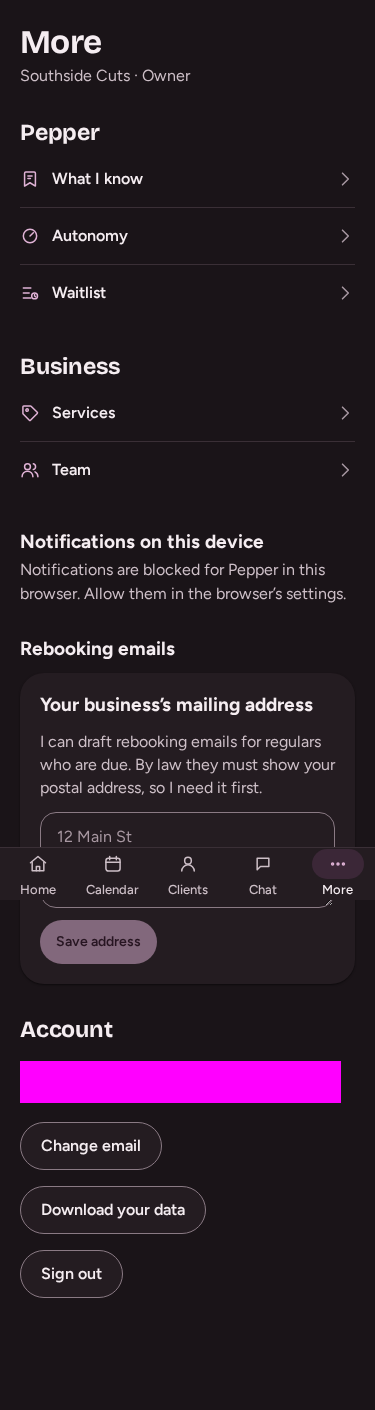 More
Southside Cuts · Owner
Pepper
What I know
Autonomy
Waitlist
Business
Services
Team
Notifications on this device
Notifications are blocked for Pepper in this
browser. Allow them in the browser’s settings.
Rebooking emails
Your business’s mailing address
I can draft rebooking emails for regulars
who are due. By law they must show your
postal address, so I need it first.
12 Main St
Home Calendar Clients Chat More
Save address
Account
Change email
Download your data
Sign out